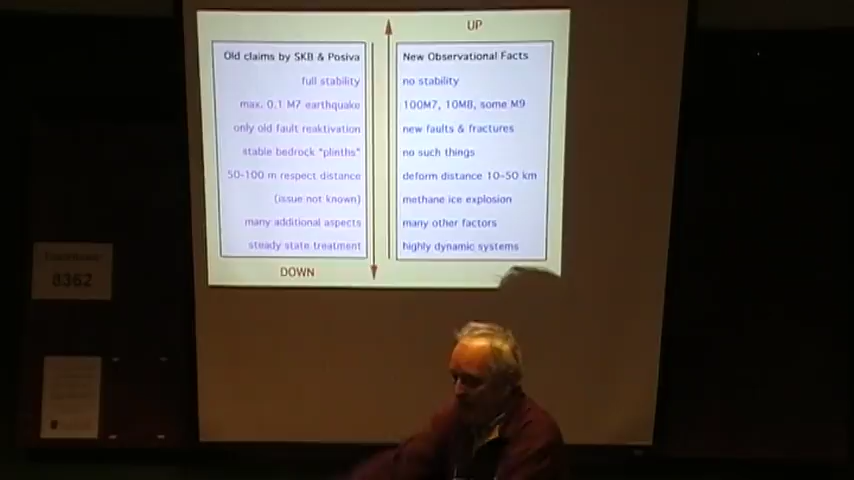 UP
Old claims by SKB & Posiva
full stability
max. 0.1 M7 earthquake
only old fault reaktivation
stable bedrock "plinths"
50-100 m respect distance
(issue not known)
many additional aspects
steady state treatment
DOWN
New Observational Facts
no stability
100M7, 10M8, some M9
new faults & fractures
no such things
deform distance 10-50 km
methane ice explosion
many other factors
highly dynamic systems
8362